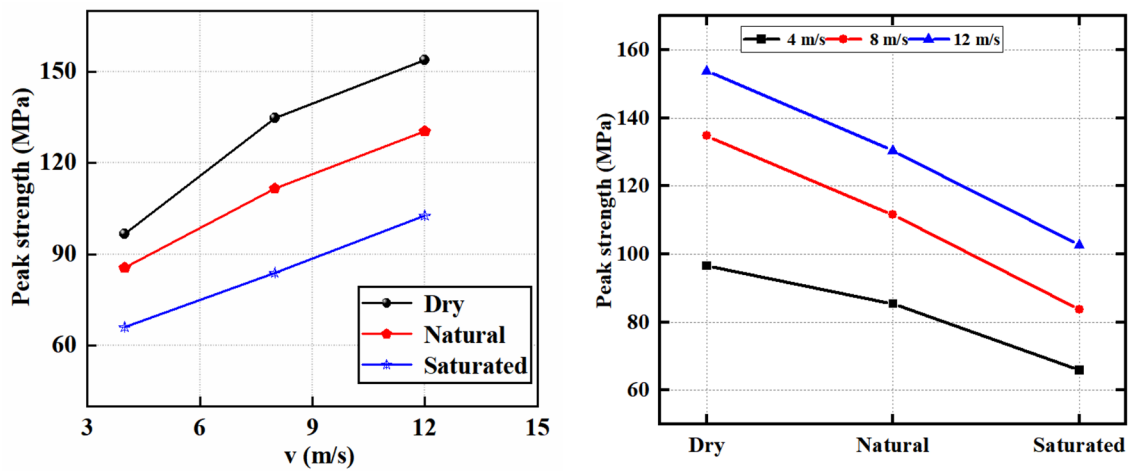 Peak strength (MPa)
150
120
90
60
Dry
Natural
Saturated
3 6 9 12 15
v (m/s)
4 m/s 8 m/s 12 m/s
Peak strength (MPa)
160
140
120
100
80
60
Dry Natural Saturated